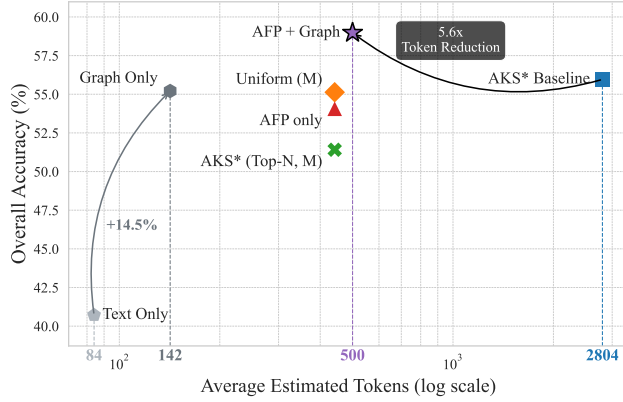 60.0
57.5
55.0
52.5
50.0
47.5
45.0
42.5
40.0
Overall Accuracy (%)
AFP + Graph
5.6x
Token Reduction
Graph Only
Uniform (M)
AKS* Baseline
AFP only
AKS* (Top-N, M)
+14.5%
Text Only
84
10²
142
500
10³
2804
Average Estimated Tokens (log scale)